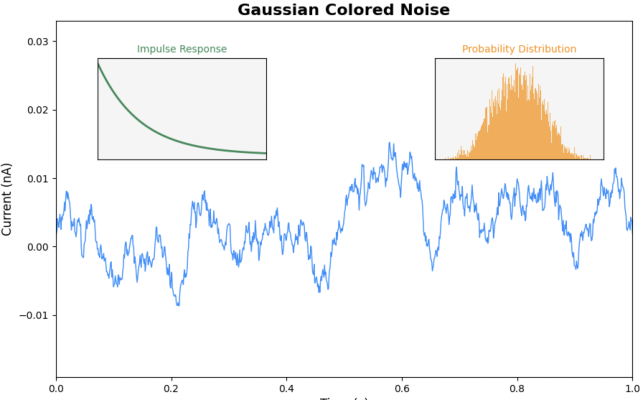 Gaussian Colored Noise
Impulse Response
Probability Distribution
Current (nA)
0.03
0.02
0.01
0.00
−0.01
0.0 0.2 0.4 0.6 0.8 1.0